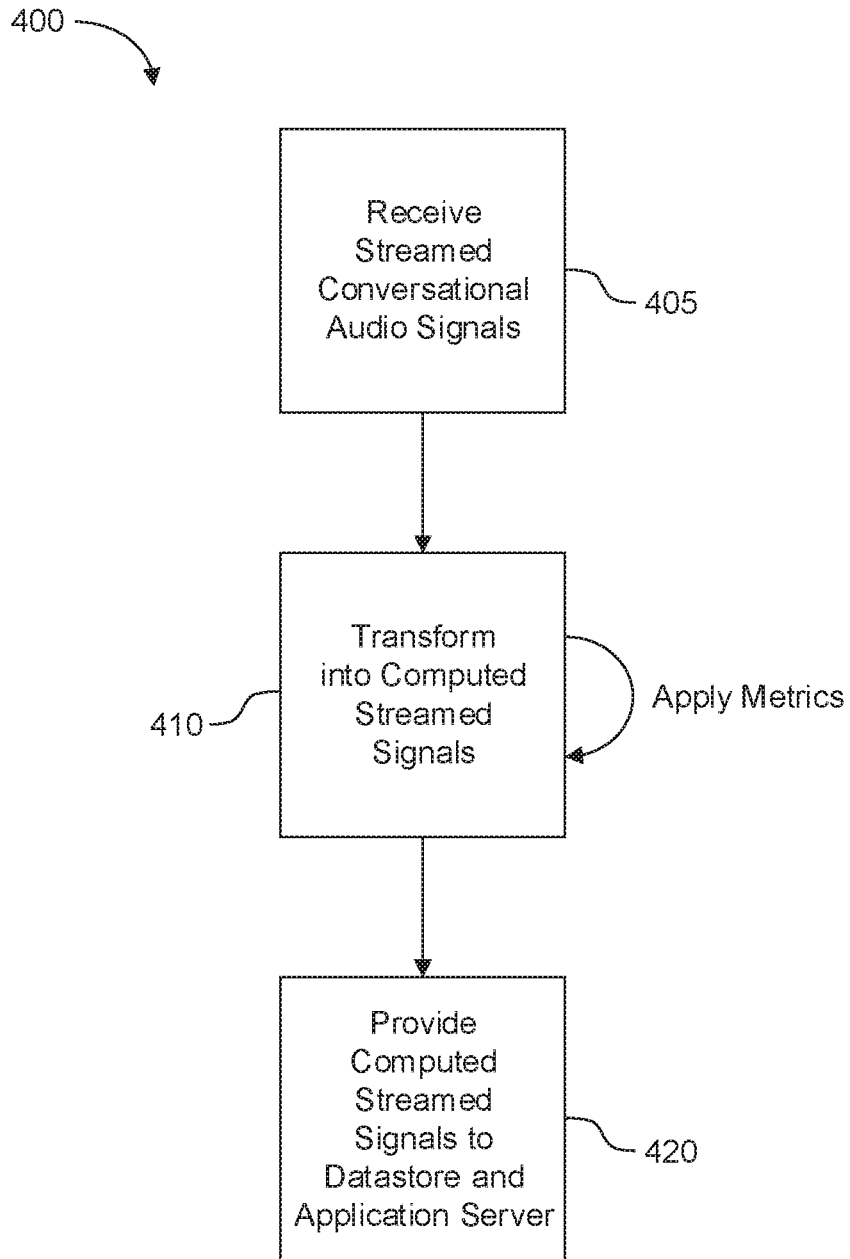 400
Receive
Streamed
Conversational
Audio Signals
405
Transform
into Computed
Streamed
Signals
410
Apply Metrics
Provide
Computed
Streamed
Signals to
Datastore and
Application Server
420